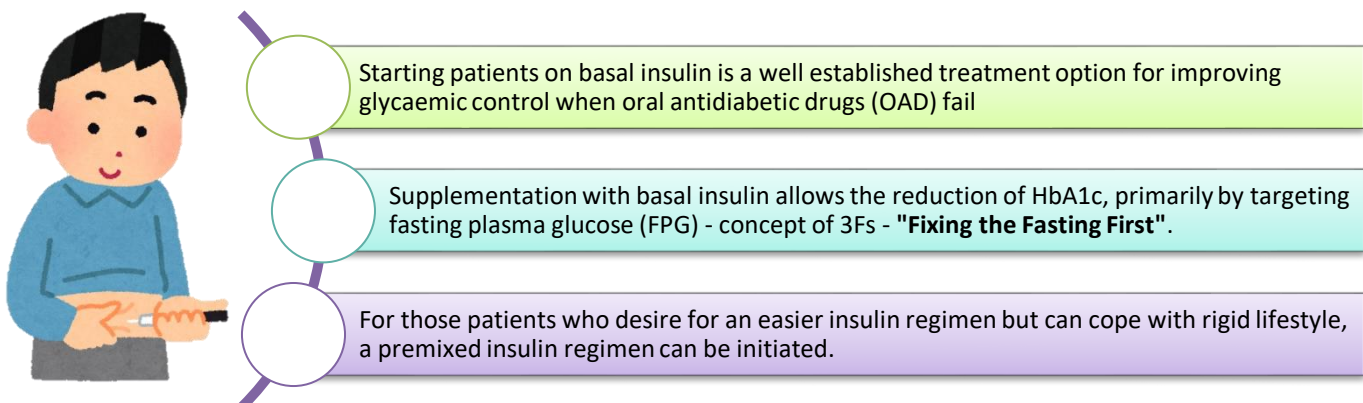 Starting patients on basal insulin is a well established treatment option for improving
glycaemic control when oral antidiabetic drugs (OAD) fail
Supplementation with basal insulin allows the reduction of HbA1c, primarily by targeting
fasting plasma glucose (FPG) - concept of 3Fs - "Fixing the Fasting First".
For those patients who desire for an easier insulin regimen but can cope with rigid lifestyle,
a premixed insulin regimen can be initiated.